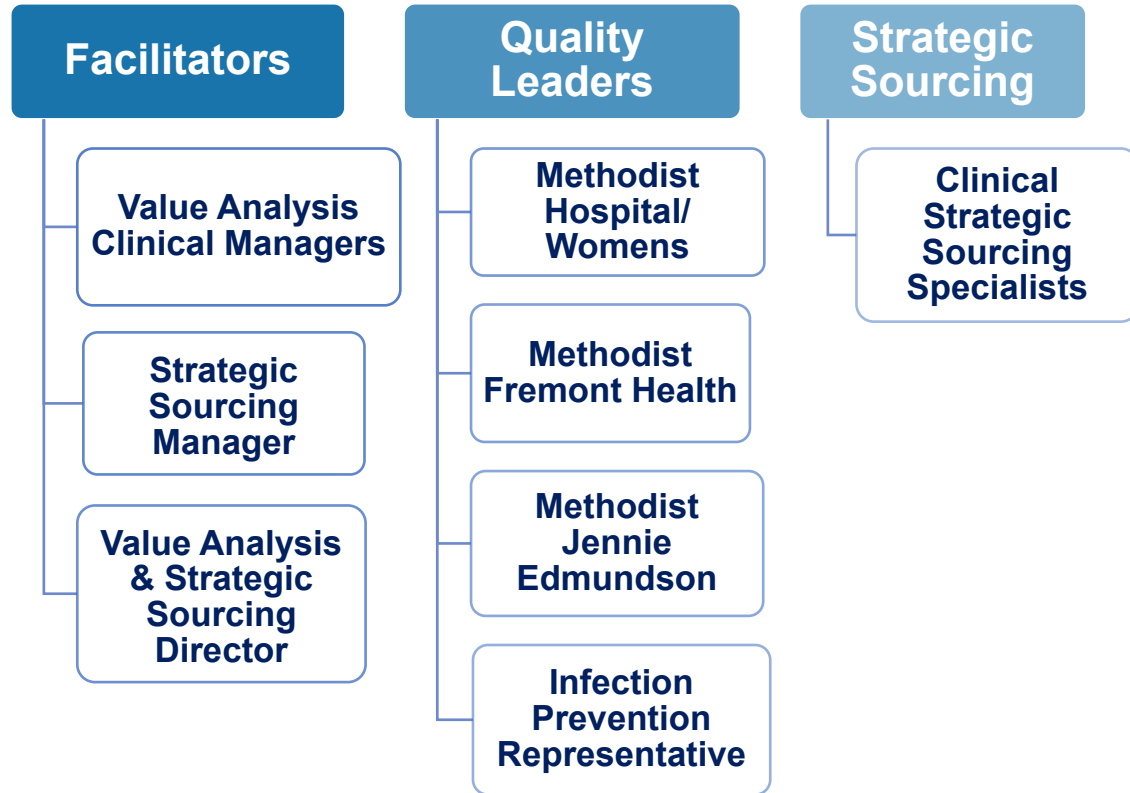 Facilitators
Value Analysis
Clinical Managers
Strategic
Sourcing
Manager
Value Analysis
& Strategic
Sourcing
Director
Quality
Leaders
Methodist
Hospital/
Womens
Methodist
Fremont Health
Methodist
Jennie
Edmundson
Infection
Prevention
Representative
Strategic
Sourcing
Clinical
Strategic
Sourcing
Specialists